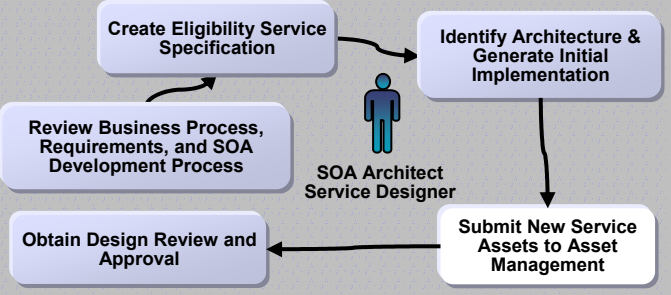 Create Eligibility Service
Specification
Identify Architecture &
Generate Initial
Implementation
Review Business Process,
Requirements, and SOA
Development Process
SOA Architect
Service Designer
Submit New Service
Assets to Asset
Management
Obtain Design Review and
Approval